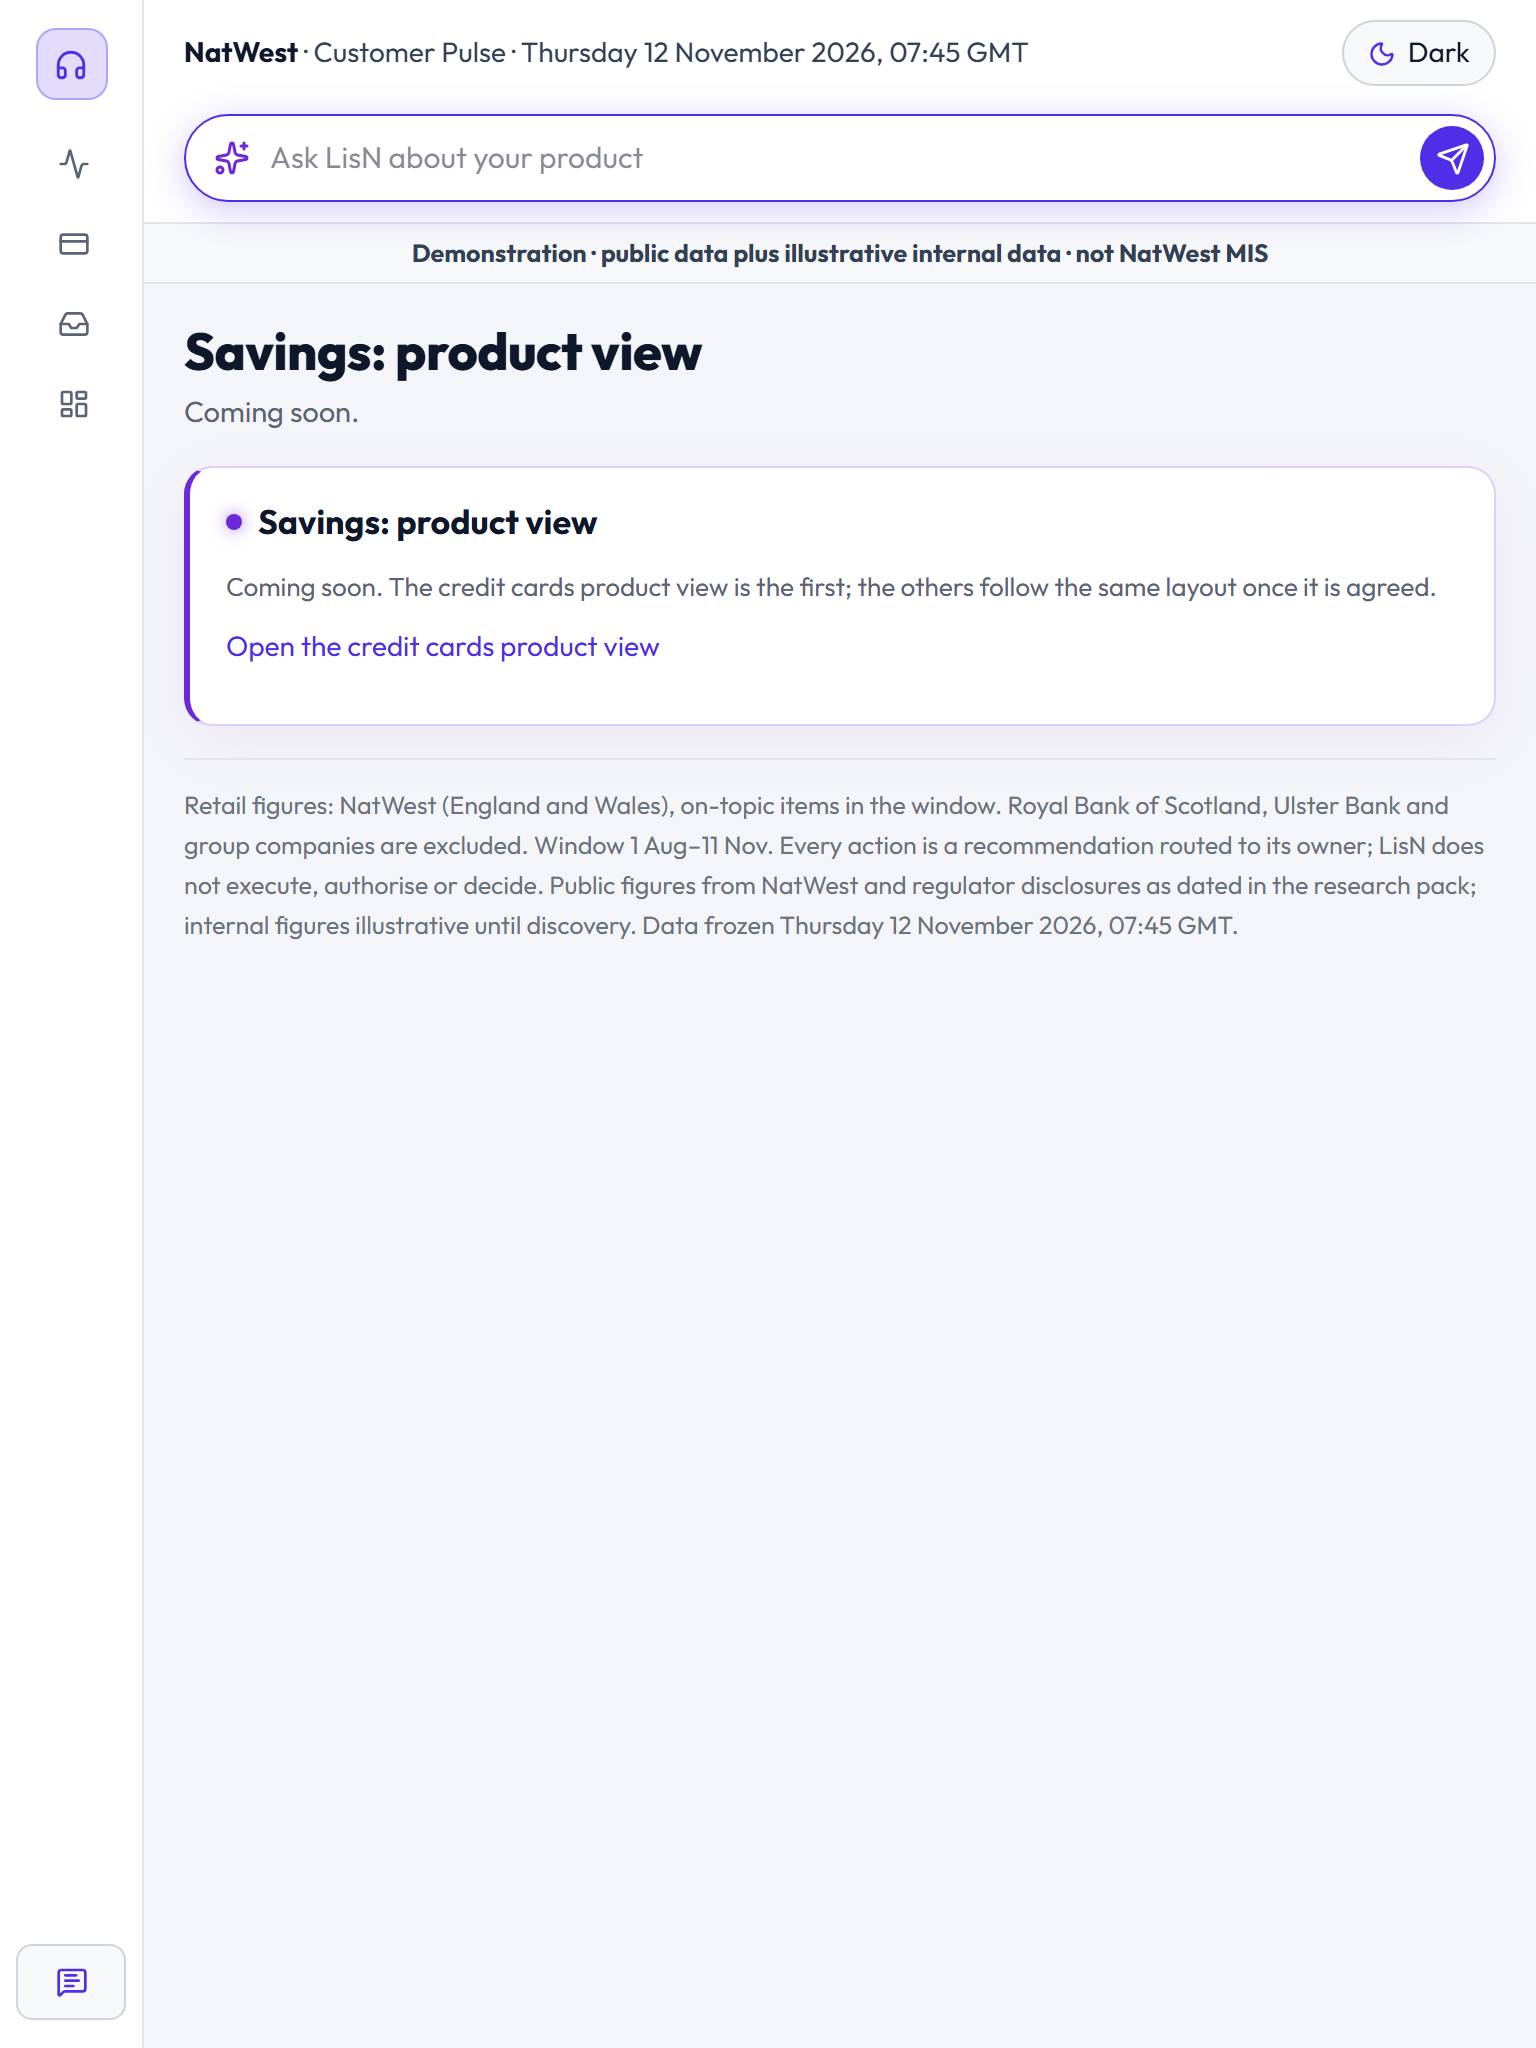 NatWest · Customer Pulse · Thursday 12 November 2026, 07:45 GMT
Dark
Ask LisN about your product
Demonstration · public data plus illustrative internal data · not NatWest MIS
Savings: product view
Coming soon.
Savings: product view
Coming soon. The credit cards product view is the first; the others follow the same layout once it is agreed.
Open the credit cards product view
Retail figures: NatWest (England and Wales), on-topic items in the window. Royal Bank of Scotland, Ulster Bank and
group companies are excluded. Window 1 Aug–11 Nov. Every action is a recommendation routed to its owner; LisN does
not execute, authorise or decide. Public figures from NatWest and regulator disclosures as dated in the research pack;
internal figures illustrative until discovery. Data frozen Thursday 12 November 2026, 07:45 GMT.